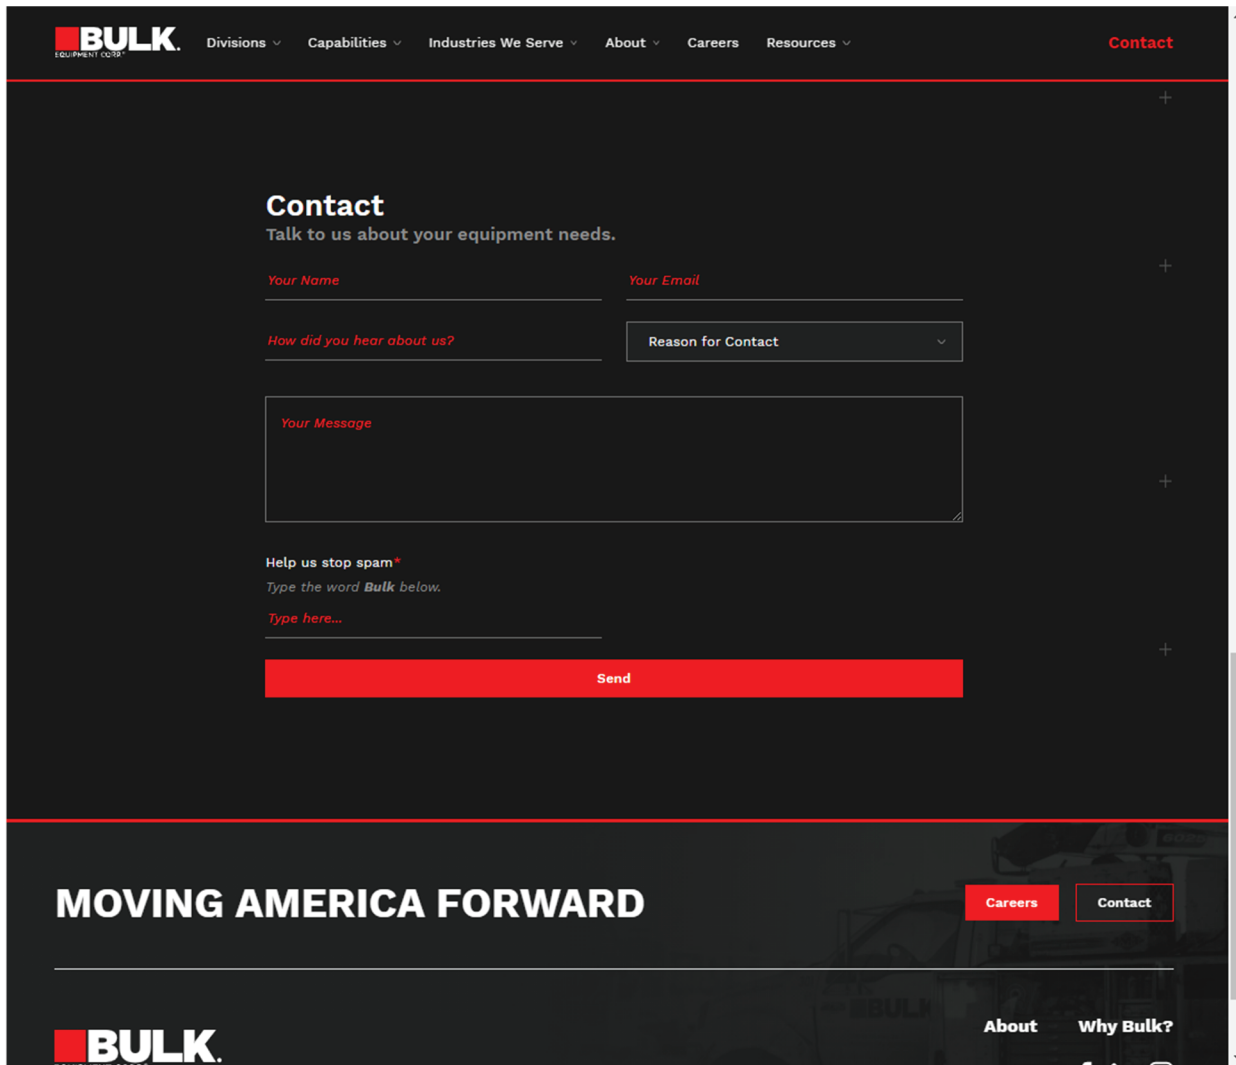 BULK.
EQUIPMENT CORP.
Divisions
Capabilities
Industries We Serve
About
Careers
Resources
Contact
Contact
Talk to us about your equipment needs.
Your Name
Your Email
How did you hear about us?
Reason for Contact
Your Message
Help us stop spam*
Type the word Bulk below.
Type here...
Send
MOVING AMERICA FORWARD
Careers
Contact
BULK
BULK.
About
Why Bulk?